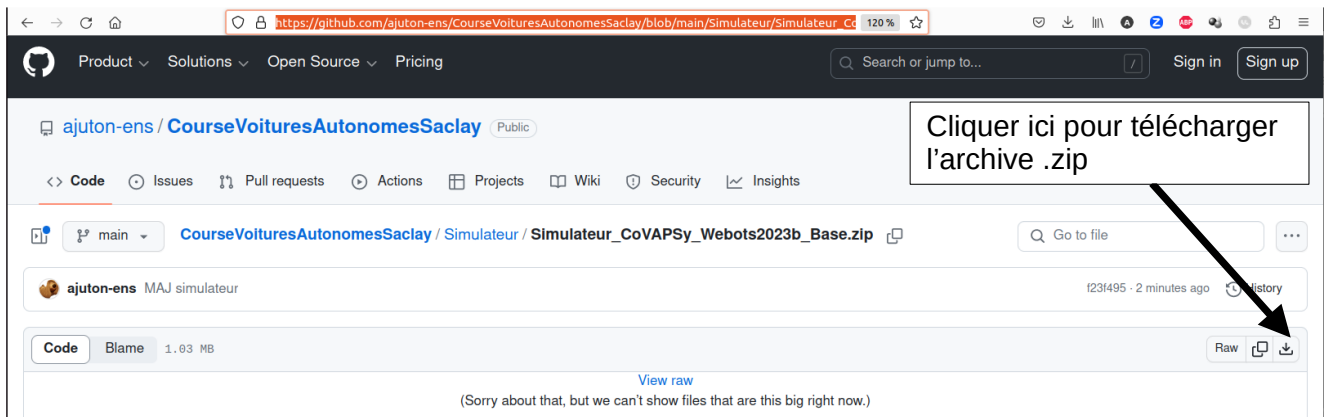 https://github.com/ajuton-ens/CourseVoituresAutonomesSaclay/blob/main/Simulateur/Simulateur_Co 120 %
Product Solutions Open Source Pricing Search or jump to... / Sign in Sign up
ajuton-ens / CourseVoituresAutonomesSaclay Public
Cliquer ici pour télécharger
l'archive .zip
<> Code Issues Pull requests Actions Projects Wiki Security Insights
main CourseVoituresAutonomesSaclay / Simulateur / Simulateur_CoVAPSy_Webots2023b_Base.zip Go to file ...
ajuton-ens MAJ simulateur f23f495 · 2 minutes ago History
Code Blame 1.03 MB Raw
View raw
(Sorry about that, but we can't show files that are this big right now.)